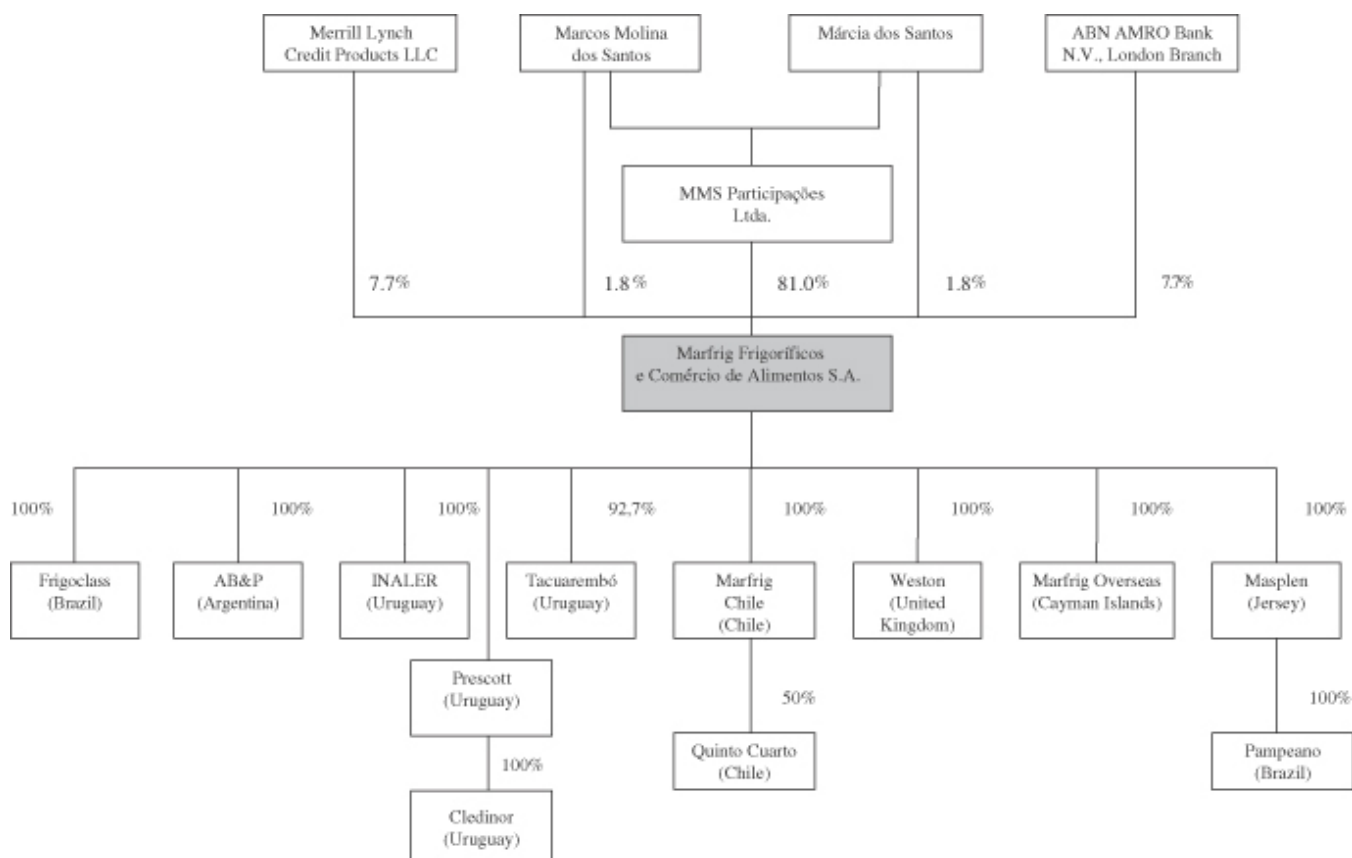 Merrill Lynch
Credit Products LLC
Marcos Molina
dos Santos
Márcia dos Santos
ABN AMRO Bank
N.V., London Branch
MMS Participações
Ltda.
7.7%
1.8%
81.0%
1.8%
7.7%
Marfrig Frigoríficos
e Comércio de Alimentos S.A.
100%
100%
100%
92,7%
100%
100%
100%
100%
Frigoclass
(Brazil)
AB&P
(Argentina)
INALER
(Uruguay)
Tacuarembó
(Uruguay)
Marfrig
Chile
(Chile)
Weston
(United
Kingdom)
Marfrig Overseas
(Cayman Islands)
Masplen
(Jersey)
Prescott
(Uruguay)
50%
100%
Quinto Cuarto
(Chile)
Pampeano
(Brazil)
100%
Cledinor
(Uruguay)